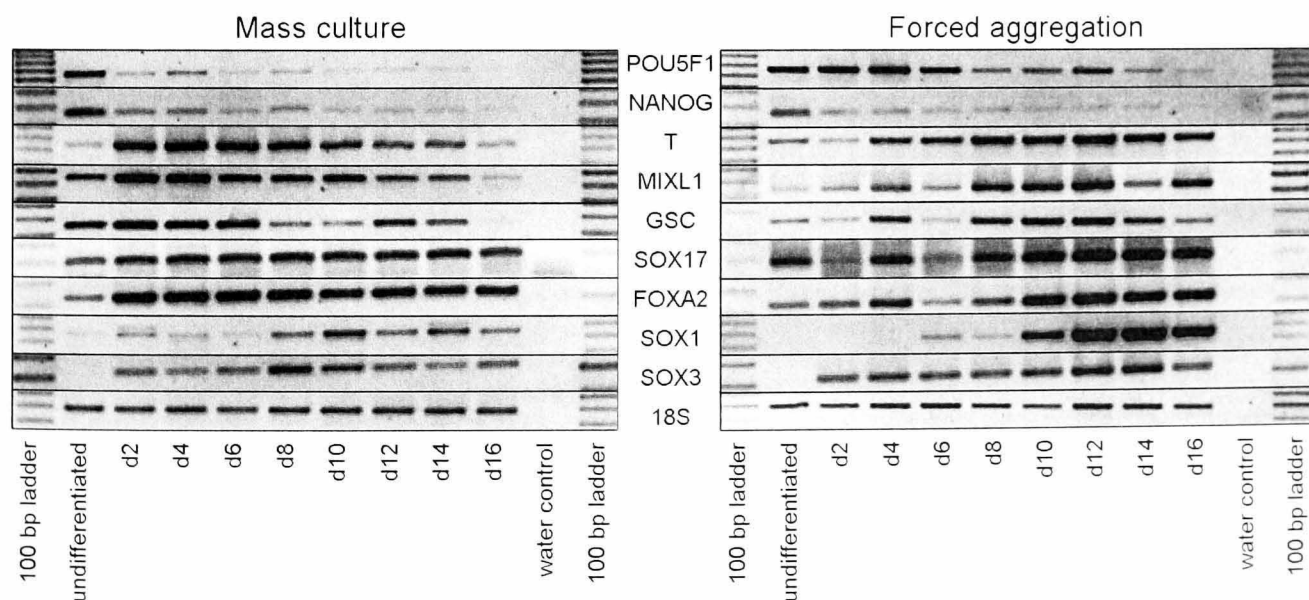 Mass culture
Forced aggregation
POU5F1
NANOG
T
MIXL1
GSC
SOX17
FOXA2
SOX1
SOX3
18S
100 bp ladder
undifferentiated
d2
d4
d6
d8
d10
d12
d14
d16
water control
100 bp ladder
100 bp ladder
undifferentiated
d2
d4
d6
d8
d10
d12
d14
d16
water control
100 bp ladder